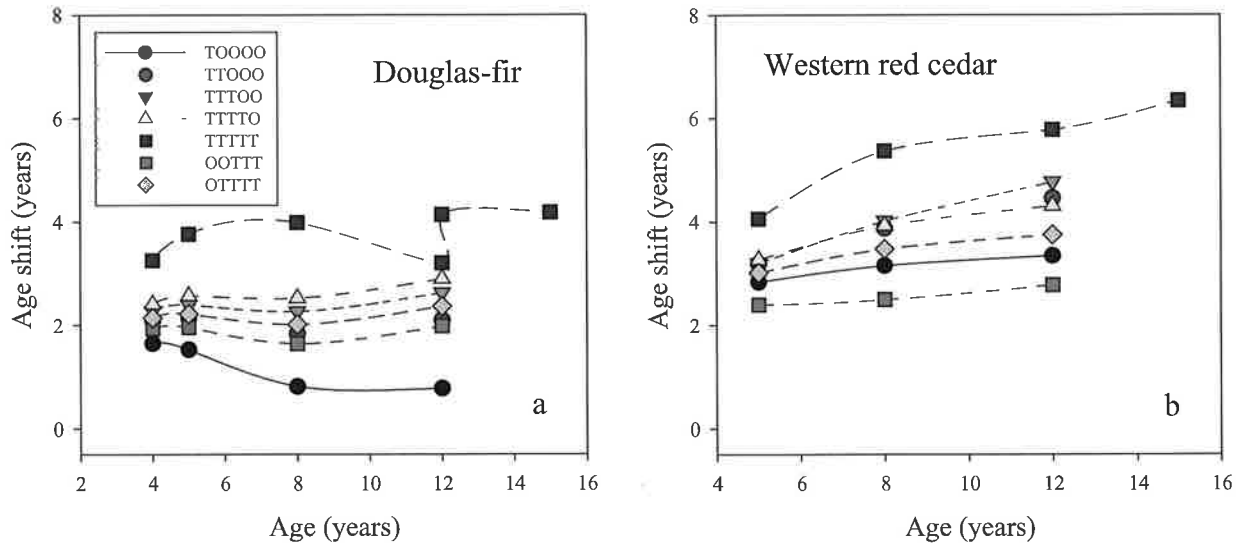 8
6
4
2
0
Age shift (years)
TOOOO
TTOOO
TTTOO
TTTTO
TTTTT
OOTTT
OTTTT
Douglas-fir
a
2 4 6 8 10 12 14 16
Age (years)
8
6
4
2
0
Age shift (years)
Western red cedar
b
4 6 8 10 12 14 16
Age (years)